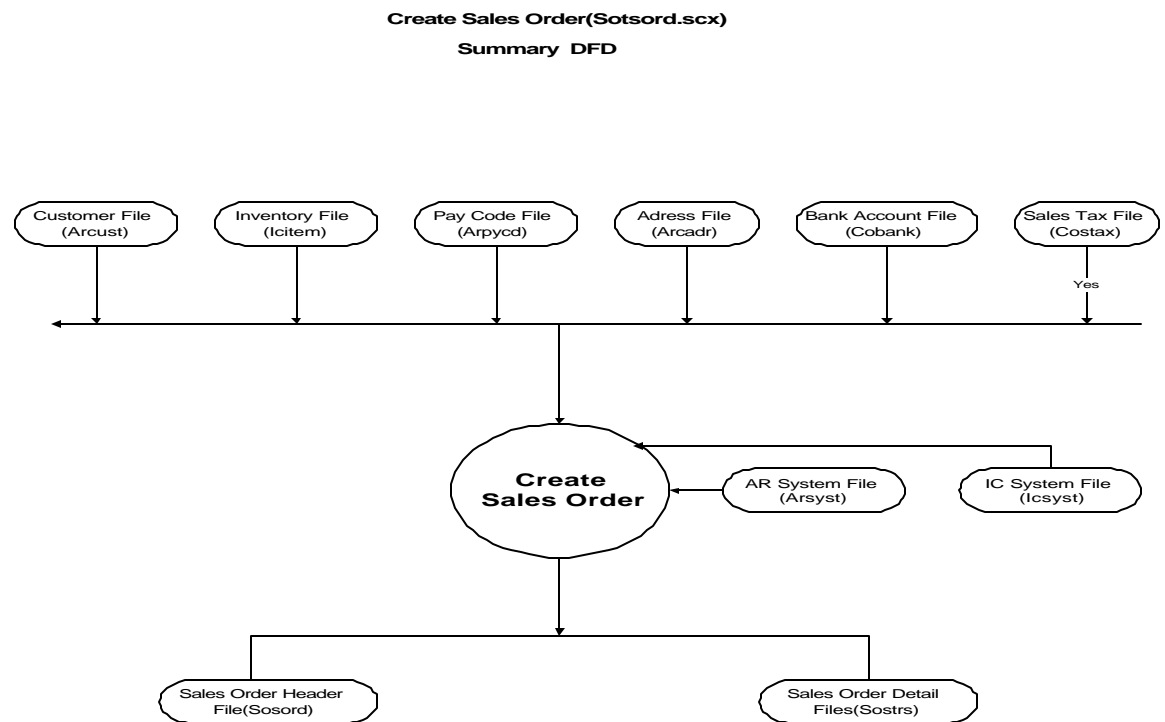 Create Sales Order(Sotsord.scx)
Summary DFD
Customer File
(Arcust)
Inventory File
(Icitem)
Pay Code File
(Arpycd)
Adress File
(Arcadr)
Bank Account File
(Cobank)
Sales Tax File
(Costax)
Yes
Create
Sales Order
AR System File
(Arsyst)
IC System File
(Icsyst)
Sales Order Header
File(Sosord)
Sales Order Detail
Files(Sostrs)